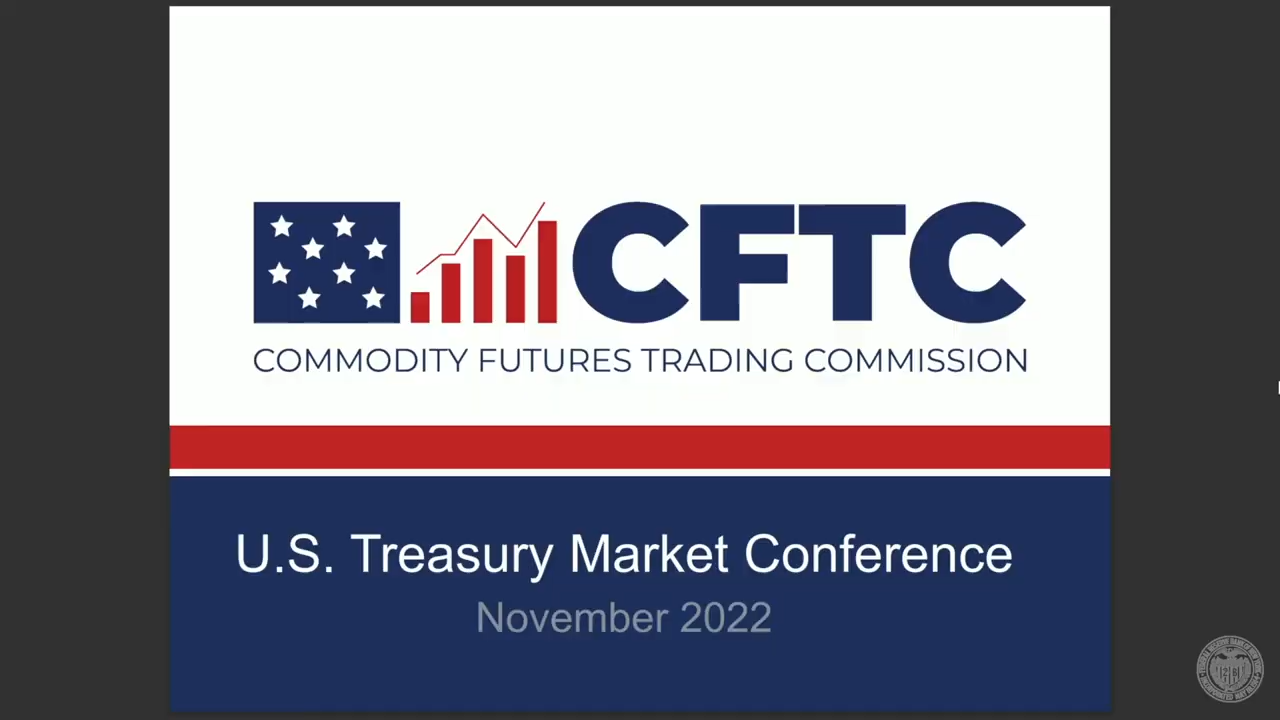 CFTC
COMMODITY FUTURES TRADING COMMISSION
U.S. Treasury Market Conference
November 2022